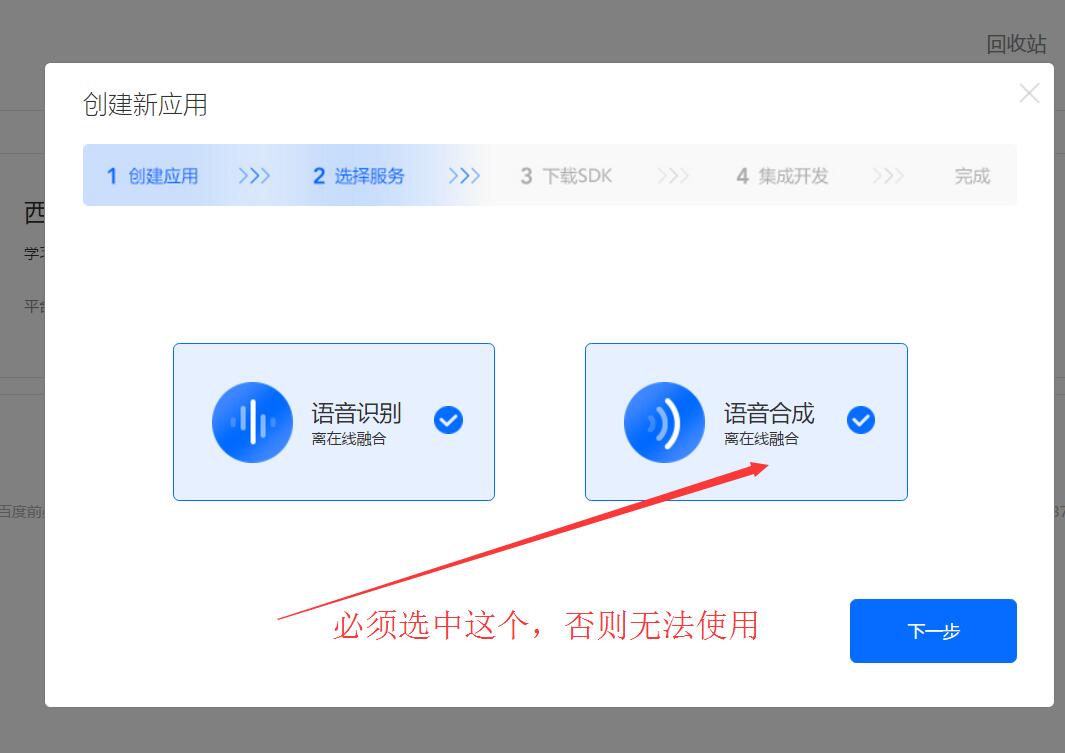 回收站
创建新应用
1 创建应用 >>> 2 选择服务 >>> 3 下载SDK >>> 4 集成开发 >>> 完成
西
学习
平台
语音识别
离在线融合
语音合成
离在线融合
百度前
必须选中这个，否则无法使用
下一步